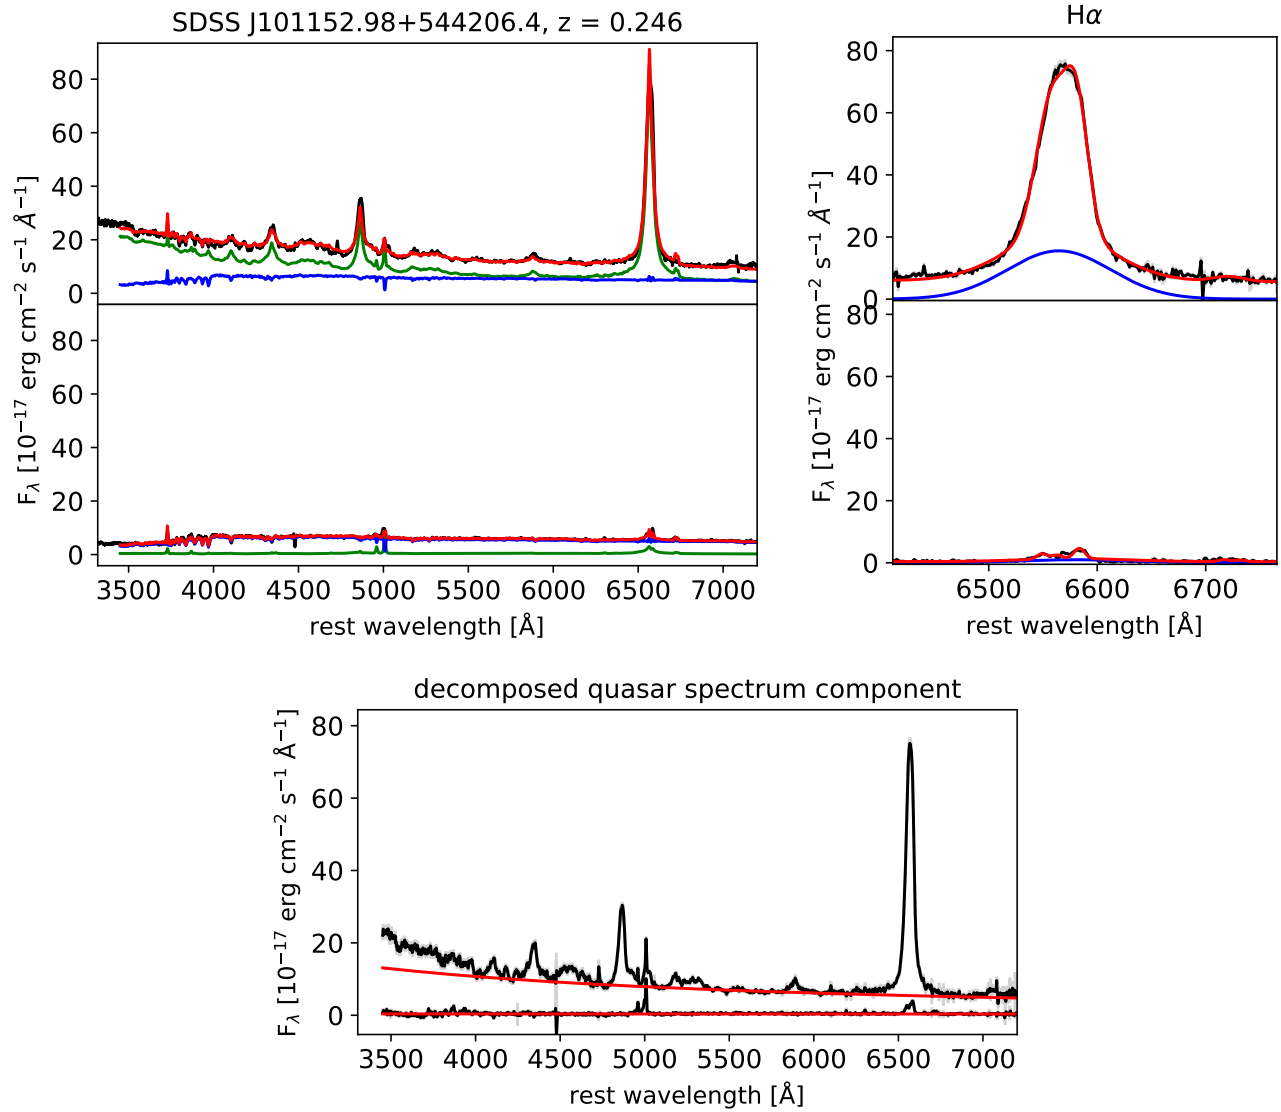 SDSS J101152.98+544206.4, z = 0.246
Hα
80
60
40
20
0
80
60
40
20
0
F_λ [10^−17 erg cm^−2 s^−1 Å^−1]
3500 4000 4500 5000 5500 6000 6500 7000
rest wavelength [Å]
80
60
40
20
0
80
60
40
20
0
F_λ [10^−17 erg cm^−2 s^−1 Å^−1]
6500 6600 6700
rest wavelength [Å]
decomposed quasar spectrum component
80
60
40
20
0
F_λ [10^−17 erg cm^−2 s^−1 Å^−1]
3500 4000 4500 5000 5500 6000 6500 7000
rest wavelength [Å]